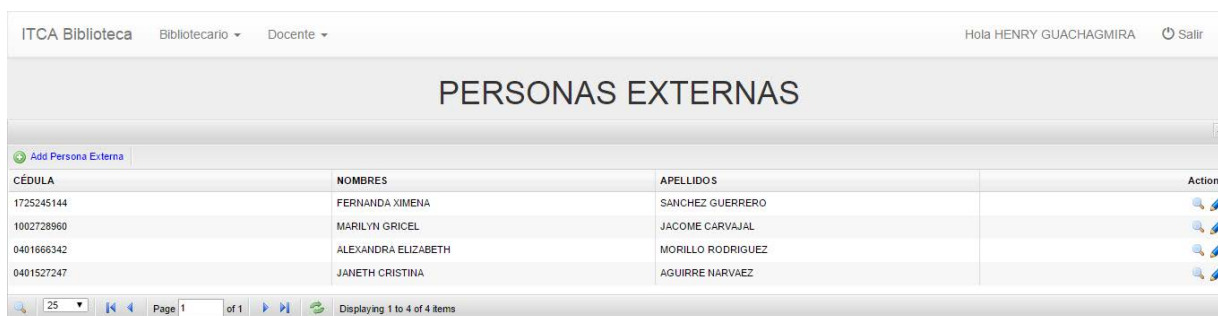 ITCA Biblioteca Bibliotecario Docente Hola HENRY GUACHAGMIRA Salir
PERSONAS EXTERNAS
Add Persona Externa
CÉDULA NOMBRES APELLIDOS Action
1725245144 FERNANDA XIMENA SANCHEZ GUERRERO
1002728960 MARILYN GRICEL JACOME CARVAJAL
0401666342 ALEXANDRA ELIZABETH MORILLO RODRIGUEZ
0401527247 JANETH CRISTINA AGUIRRE NARVAEZ
25 Page 1 of 1 Displaying 1 to 4 of 4 items